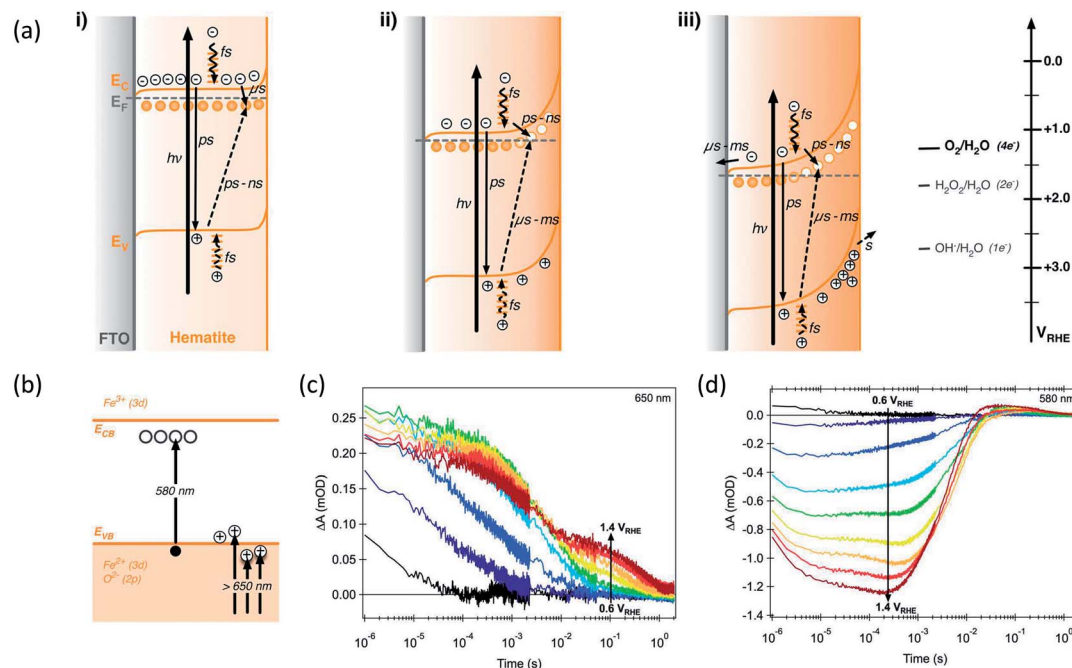 (a)
i)
ii)
iii)
fs
E_C
E_F
μs
hν
ps
ps-ns
E_V
fs
FTO
Hematite
fs
ps-ns
hν
ps
μs-ms
fs
fs
μs-ms
ps-ns
hν
ps
μs-ms
s
fs
0.0
+1.0
O₂/H₂O (4e⁻)
H₂O₂/H₂O (2e⁻)
+2.0
OH·/H₂O (1e⁻)
+3.0
V_RHE
(b)
Fe³⁺ (3d)
E_CB
580 nm
E_VB
Fe²⁺ (3d)
O²⁻ (2p)
> 650 nm
(c)
650 nm
0.25
0.20
0.15
0.10
0.05
0.00
ΔA (mOD)
1.4 V_RHE
0.6 V_RHE
10⁻⁶ 10⁻⁵ 10⁻⁴ 10⁻³ 10⁻² 10⁻¹ 10⁰
Time (s)
(d)
0.6 V_RHE
580 nm
0.0
-0.2
-0.4
-0.6
-0.8
-1.0
-1.2
-1.4
ΔA (mOD)
1.4 V_RHE
10⁻⁶ 10⁻⁵ 10⁻⁴ 10⁻³ 10⁻² 10⁻¹ 10⁰
Time (s)